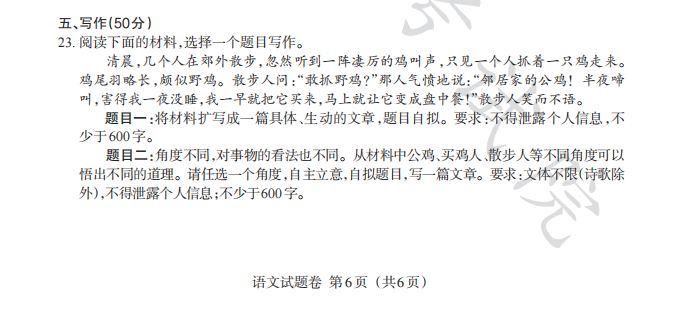 五、写作(50分)
23. 阅读下面的材料,选择一个题目写作。
清晨,几个人在郊外散步,忽然听到一阵凄厉的鸡叫声,只见一个人抓着一只鸡走来。
鸡尾羽略长,颇似野鸡。散步人问:“敢抓野鸡?”那人气愤地说:“邻居家的公鸡!半夜啼
叫,害得我一夜没睡,我一早就把它买来,马上就让它变成盘中餐!”散步人笑而不语。
题目一:将材料扩写成一篇具体、生动的文章,题目自拟。要求:不得泄露个人信息,不
少于600字。
题目二:角度不同,对事物的看法也不同。从材料中公鸡、买鸡人、散步人等不同角度可以
悟出不同的道理。请任选一个角度,自主立意,自拟题目,写一篇文章。要求:文体不限(诗歌除
外),不得泄露个人信息;不少于600字。
语文试题卷 第6页(共6页)
考试院